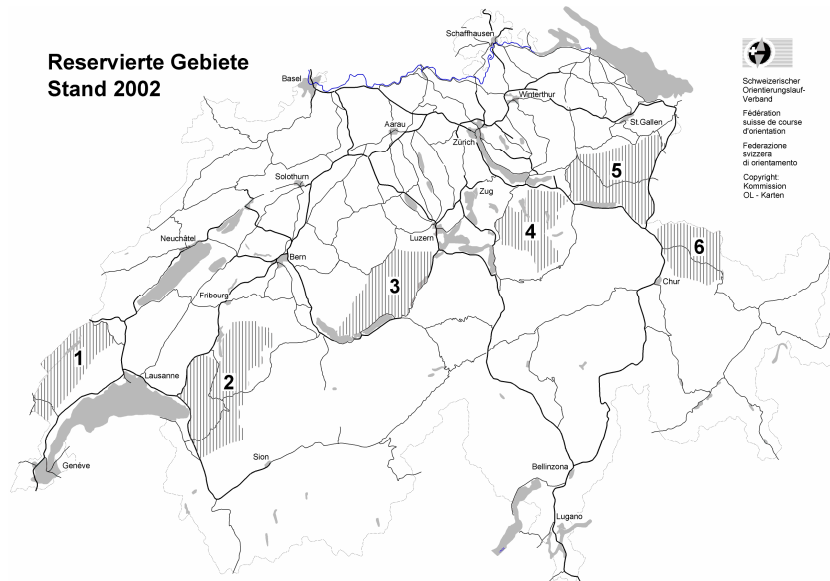 Reservierte Gebiete
Stand 2002
Schaffhausen
Basel
Winterthur
Aarau
St.Gallen
Zürich
Solothurn
Zug
Neuchâtel
Luzern
Bern
Fribourg
Chur
Lausanne
Sion
Genéve
Bellinzona
Lugano
1
2
3
4
5
6
Schweizerischer
Orientierungslauf-
Verband
Fédération
suisse de course
d'orientation
Federazione
svizzera
di orientamento
Copyright:
Kommission
OL - Karten